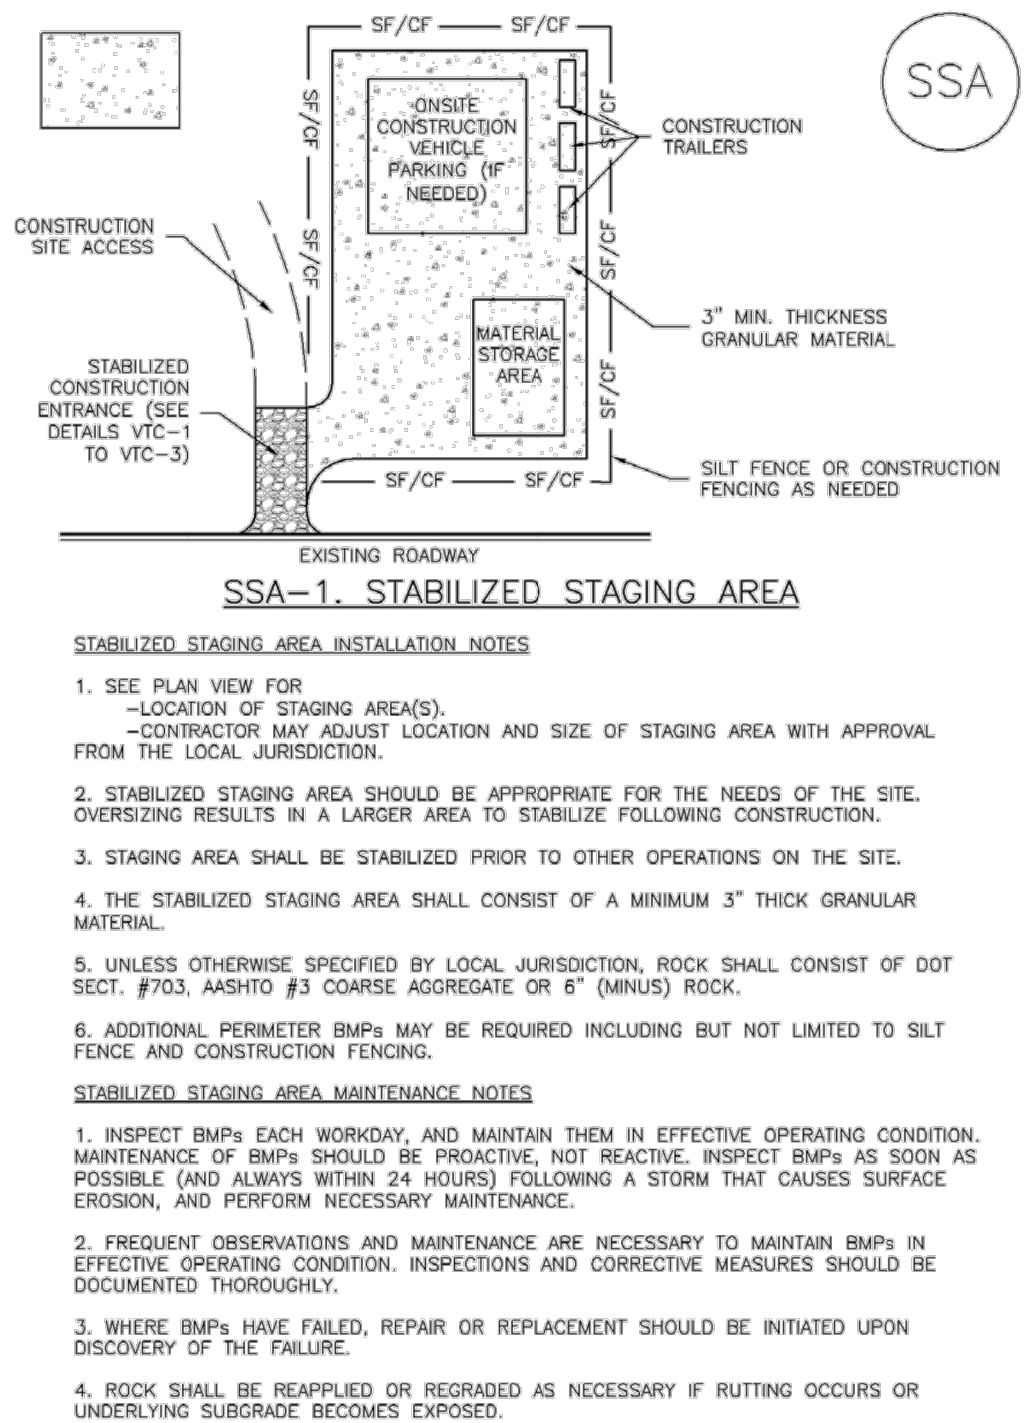 SF/CF SF/CF
SSA
SF/CF
ONSITE
CONSTRUCTION
VEHICLE
PARKING (IF
NEEDED)
SF/CF
CONSTRUCTION
TRAILERS
CONSTRUCTION
SITE ACCESS
SF/CF
SF/CF
3" MIN. THICKNESS
GRANULAR MATERIAL
MATERIAL
STORAGE
AREA
SF/CF
STABILIZED
CONSTRUCTION
ENTRANCE (SEE
DETAILS VTC-1
TO VTC-3)
SF/CF SF/CF
SILT FENCE OR CONSTRUCTION
FENCING AS NEEDED
EXISTING ROADWAY
SSA-1. STABILIZED STAGING AREA
STABILIZED STAGING AREA INSTALLATION NOTES
1. SEE PLAN VIEW FOR
-LOCATION OF STAGING AREA(S).
-CONTRACTOR MAY ADJUST LOCATION AND SIZE OF STAGING AREA WITH APPROVAL
FROM THE LOCAL JURISDICTION.
2. STABILIZED STAGING AREA SHOULD BE APPROPRIATE FOR THE NEEDS OF THE SITE.
OVERSIZING RESULTS IN A LARGER AREA TO STABILIZE FOLLOWING CONSTRUCTION.
3. STAGING AREA SHALL BE STABILIZED PRIOR TO OTHER OPERATIONS ON THE SITE.
4. THE STABILIZED STAGING AREA SHALL CONSIST OF A MINIMUM 3" THICK GRANULAR
MATERIAL.
5. UNLESS OTHERWISE SPECIFIED BY LOCAL JURISDICTION, ROCK SHALL CONSIST OF DOT
SECT. #703, AASHTO #3 COARSE AGGREGATE OR 6" (MINUS) ROCK.
6. ADDITIONAL PERIMETER BMPs MAY BE REQUIRED INCLUDING BUT NOT LIMITED TO SILT
FENCE AND CONSTRUCTION FENCING.
STABILIZED STAGING AREA MAINTENANCE NOTES
1. INSPECT BMPs EACH WORKDAY, AND MAINTAIN THEM IN EFFECTIVE OPERATING CONDITION.
MAINTENANCE OF BMPs SHOULD BE PROACTIVE, NOT REACTIVE. INSPECT BMPs AS SOON AS
POSSIBLE (AND ALWAYS WITHIN 24 HOURS) FOLLOWING A STORM THAT CAUSES SURFACE
EROSION, AND PERFORM NECESSARY MAINTENANCE.
2. FREQUENT OBSERVATIONS AND MAINTENANCE ARE NECESSARY TO MAINTAIN BMPs IN
EFFECTIVE OPERATING CONDITION. INSPECTIONS AND CORRECTIVE MEASURES SHOULD BE
DOCUMENTED THOROUGHLY.
3. WHERE BMPs HAVE FAILED, REPAIR OR REPLACEMENT SHOULD BE INITIATED UPON
DISCOVERY OF THE FAILURE.
4. ROCK SHALL BE REAPPLIED OR REGRADED AS NECESSARY IF RUTTING OCCURS OR
UNDERLYING SUBGRADE BECOMES EXPOSED.